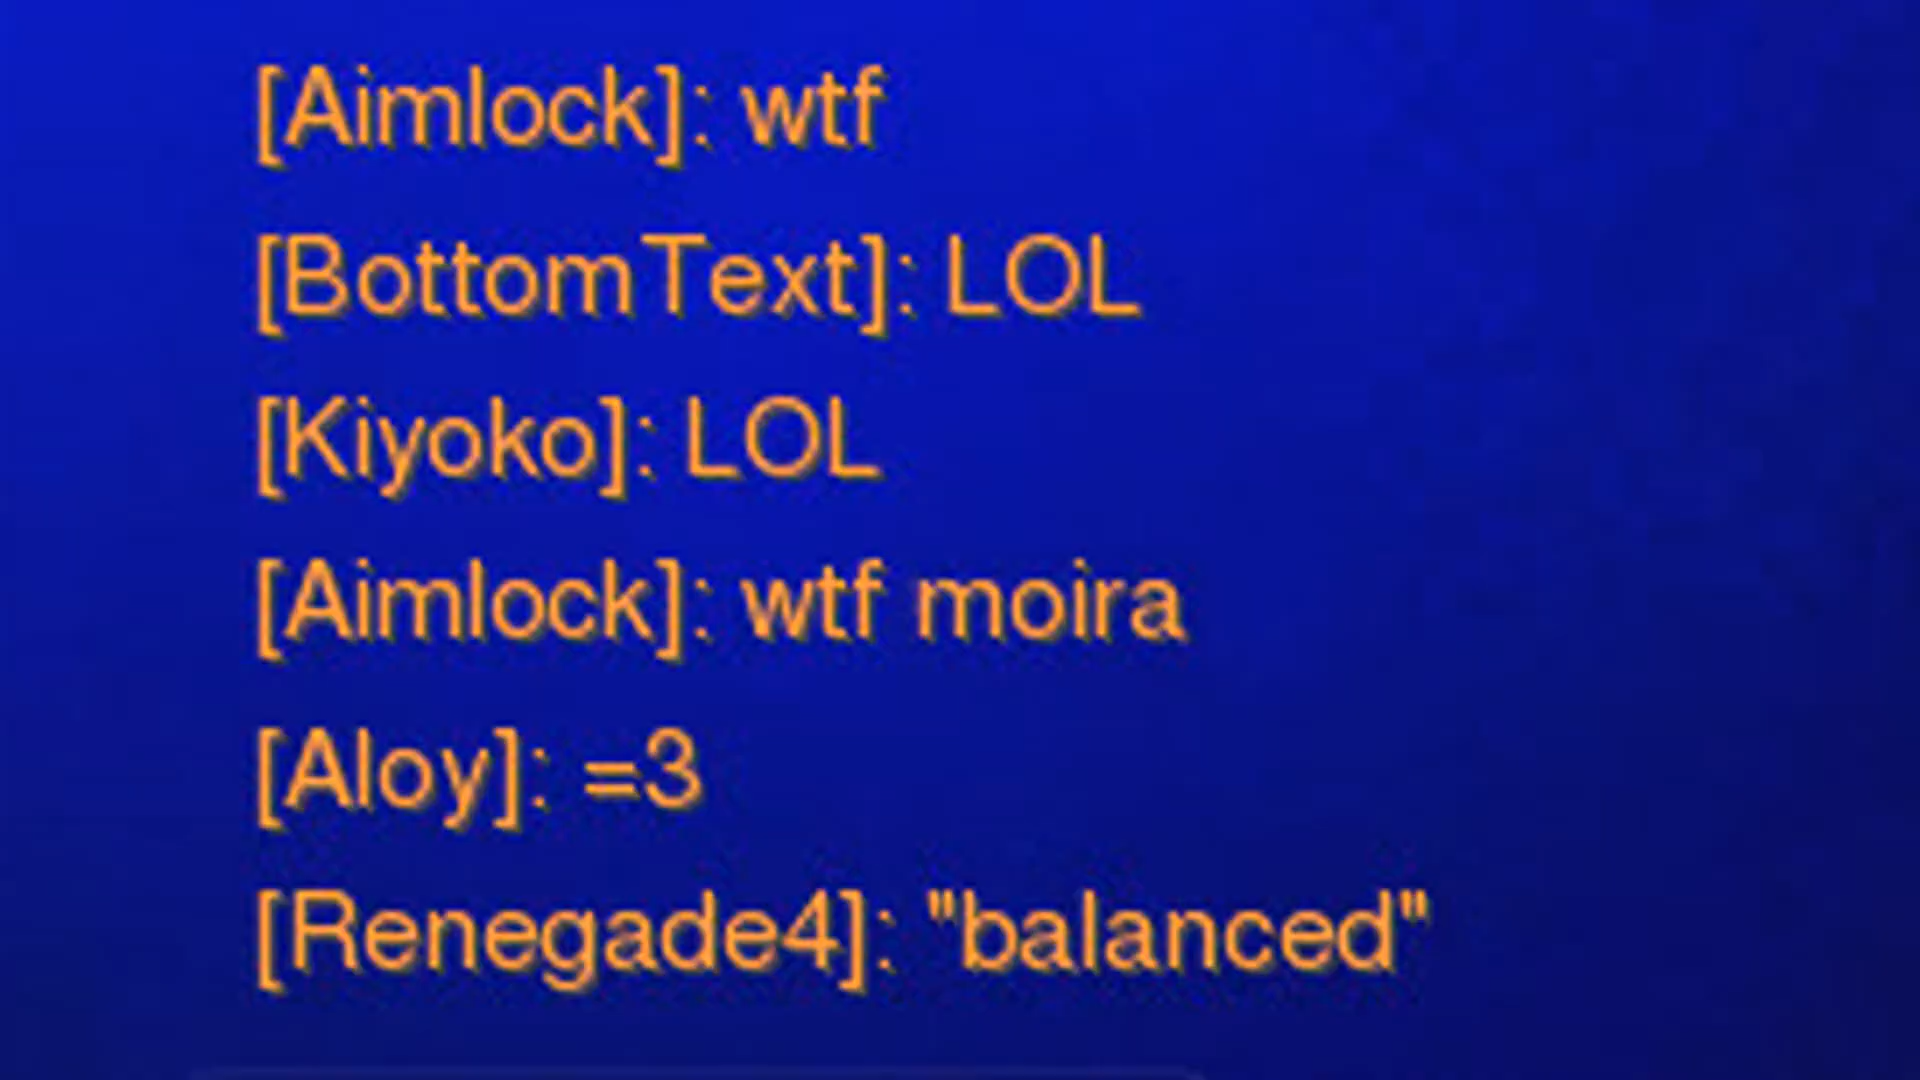 [Aimlock]: wtf
[BottomText]: LOL
[Kiyoko]: LOL
[Aimlock]: wtf moira
[Aloy]: =3
[Renegade4]: "balanced"